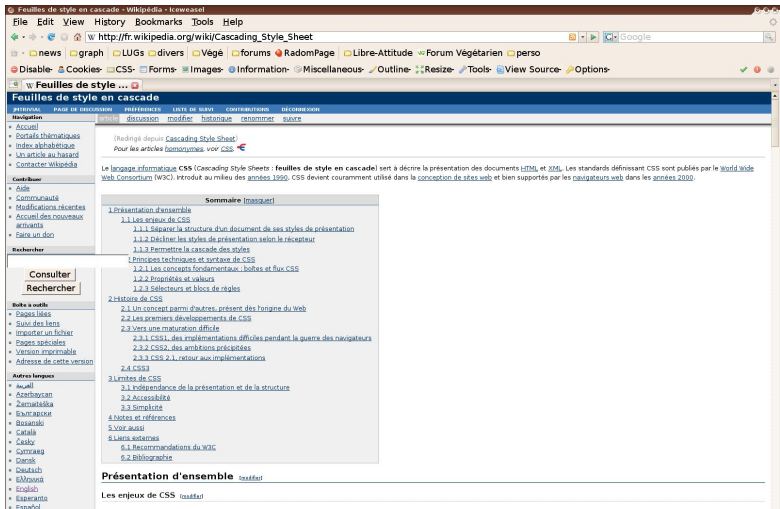 Feuilles de style en cascade - Wikipédia - Iceweasel
File Edit View History Bookmarks Tools Help
W http://fr.wikipedia.org/wiki/Cascading_Style_Sheet
Google
news graph LUGs divers Végé forums RadomPage Libre-Attitude Forum Végétarien perso
Disable Cookies CSS Forms Images Information Miscellaneous Outline Resize Tools View Source Options
W Feuilles de sty... 
Feuilles de style en cascade
JMTRIVIAL PAGE DE DISCUSSION PRÉFÉRENCES LISTE DE SUIVI CONTRIBUTIONS DÉCONNEXION
article discussion modifier historique renommer suivre
Navigation
Accueil
Portails thématiques
Index alphabétique
Un article au hasard
Contacter Wikipédia
Contribuer
Aide
Communauté
Modifications récentes
Accueil des nouveaux
arrivants
Faire un don
Rechercher
Consulter
Rechercher
Boîte à outils
Pages liées
Suivi des liens
Importer un fichier
Pages spéciales
Version imprimable
Adresse de cette version
Autres langues
العربية
Azərbaycan
Žemaitėška
Български
Bosanski
Català
Česky
Cymraeg
Dansk
Deutsch
Ελληνικά
English
Esperanto
Español
(Redirigé depuis Cascading Style Sheet)
Pour les articles homonymes, voir CSS.
Le langage informatique CSS (Cascading Style Sheets : feuilles de style en cascade) sert à décrire la présentation des documents HTML et XML. Les standards définissant CSS sont publiés par le World Wide
Web Consortium (W3C). Introduit au milieu des années 1990, CSS devient couramment utilisé dans la conception de sites web et bien supportés par les navigateurs web dans les années 2000.
Sommaire [masquer]
1 Présentation d'ensemble
1.1 Les enjeux de CSS
1.1.1 Séparer la structure d'un document de ses styles de présentation
1.1.2 Décliner les styles de présentation selon le récepteur
1.1.3 Permettre la cascade des styles
.2 Principes techniques et syntaxe de CSS
1.2.1 Les concepts fondamentaux : boîtes et flux CSS
1.2.2 Propriétés et valeurs
1.2.3 Sélecteurs et blocs de règles
2 Histoire de CSS
2.1 Un concept parmi d'autres, présent dès l'origine du Web
2.2 Les premiers développements de CSS
2.3 Vers une maturation difficile
2.3.1 CSS1, des implémentations difficiles pendant la guerre des navigateurs
2.3.2 CSS2, des ambitions précipitées
2.3.3 CSS 2.1, retour aux implémentations
2.4 CSS3
3 Limites de CSS
3.1 Indépendance de la présentation et de la structure
3.2 Accessibilité
3.3 Simplicité
4 Notes et références
5 Voir aussi
6 Liens externes
6.1 Recommandations du W3C
6.2 Bibliographie
Présentation d'ensemble [modifier]
Les enjeux de CSS [modifier]